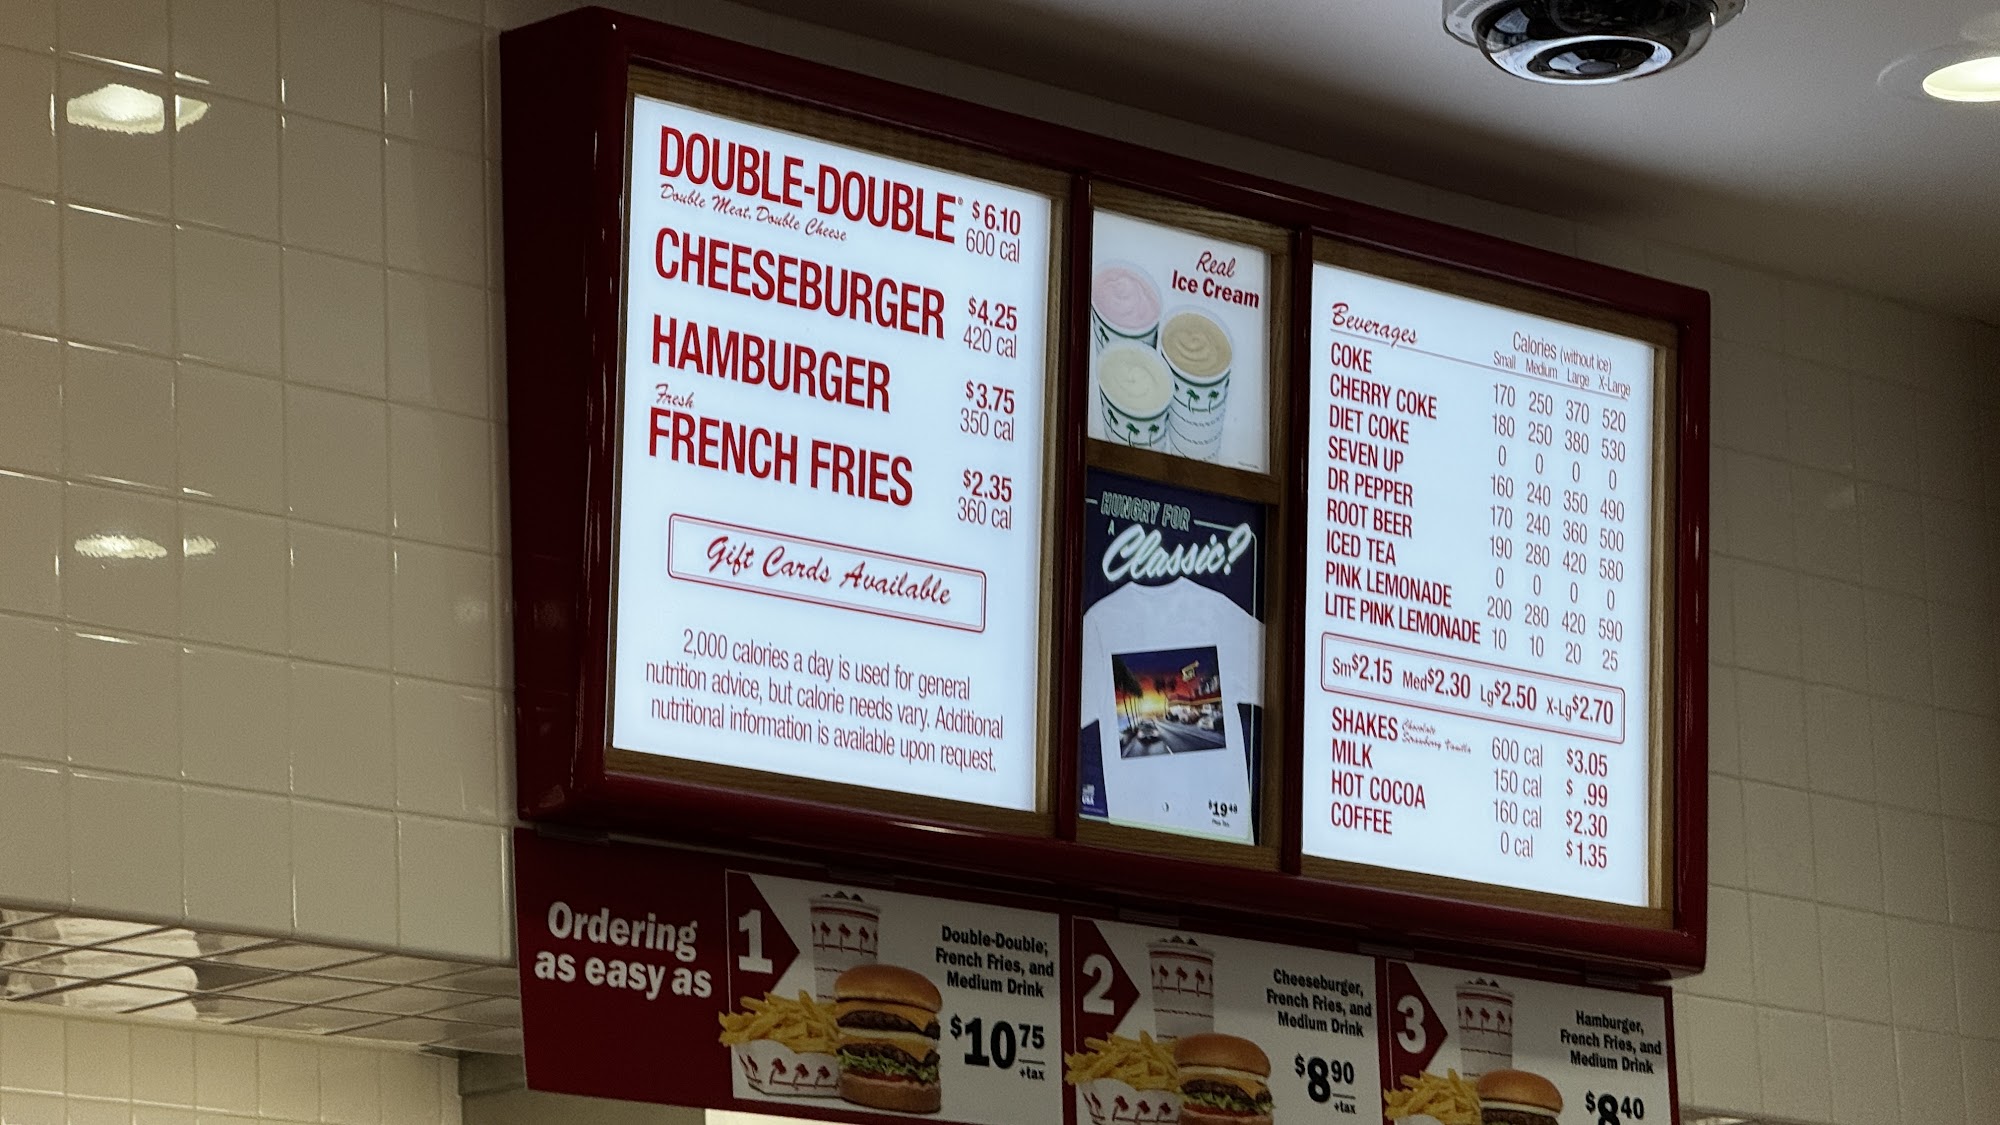 DOUBLE-DOUBLE® $6.10
Double Meat, Double Cheese 600 cal
CHEESEBURGER $4.25
420 cal
HAMBURGER $3.75
350 cal
Fresh
FRENCH FRIES $2.35
360 cal
Gift Cards Available
2,000 calories a day is used for general
nutrition advice, but calorie needs vary. Additional
nutritional information is available upon request.
Real
Ice Cream
HUNGRY FOR
A
Classic?
$19.48
Beverages Calories (without ice)
Small Medium Large X-Large
COKE 170 250 370 520
CHERRY COKE 180 250 380 530
DIET COKE 0 0 0 0
SEVEN UP 160 240 350 490
DR PEPPER 170 240 360 500
ROOT BEER 190 280 420 580
ICED TEA 0 0 0 0
PINK LEMONADE 200 280 420 590
LITE PINK LEMONADE 10 10 20 25
Sm$2.15 Med$2.30 Lg$2.50 X-Lg$2.70
SHAKES Chocolate Strawberry Vanilla 600 cal $3.05
MILK 150 cal $ .99
HOT COCOA 160 cal $2.30
COFFEE 0 cal $1.35
Ordering
as easy as
1
Double-Double,
French Fries, and
Medium Drink
$10.75
+tax
2
Cheeseburger,
French Fries, and
Medium Drink
$8.90
+tax
3
Hamburger,
French Fries, and
Medium Drink
$8.40